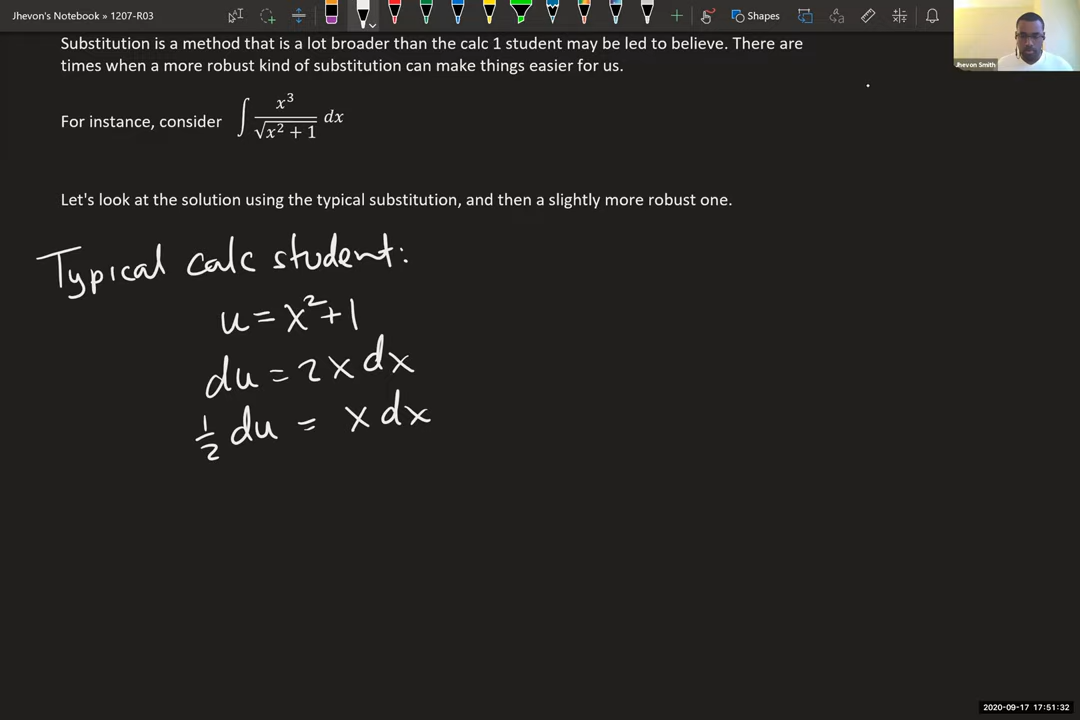 Jhevon's Notebook » 1207-R03
Shapes
Jhevon Smith
Substitution is a method that is a lot broader than the calc 1 student may be led to believe. There are
times when a more robust kind of substitution can make things easier for us.
For instance, consider ∫ x³/√(x² + 1) dx
Let's look at the solution using the typical substitution, and then a slightly more robust one.
Typical calc student:
u = x²+1
du = 2x dx
½ du = x dx
2020-09-17 17:51:32